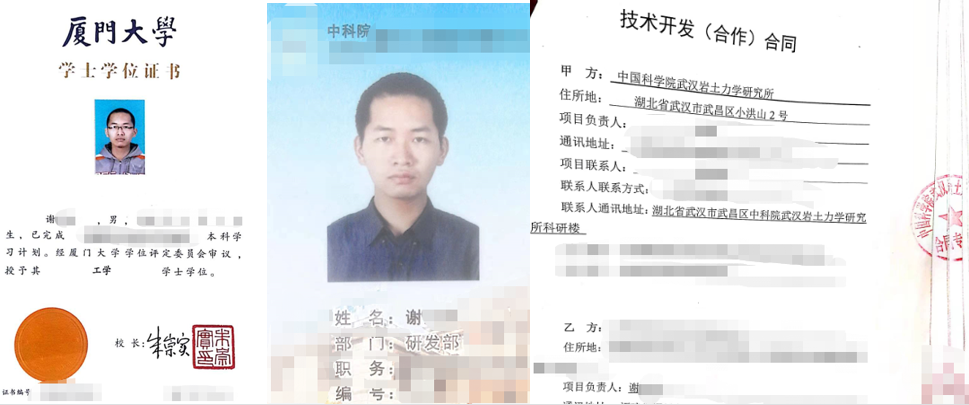 厦門大學
学士学位证书
谢
，男，
生，已完成
本科学
习计划。经厦门大学学位评定委员会审议，
授予其 工学 学士学位。
校长：朱崇实
朱崇實印
证书编号
中科院
姓 名：谢
部 门：研发部
职 务：
编 号：
技术开发（合作）合同
甲 方：中国科学院武汉岩土力学研究所
住所地：湖北省武汉市武昌区小洪山2号
项目负责人：
通讯地址：
项目联系人：
联系人联系方式：
联系人通讯地址：湖北省武汉市武昌区中科院武汉岩土力学研究
所科研楼
乙 方：
住所地：
项目负责人：谢